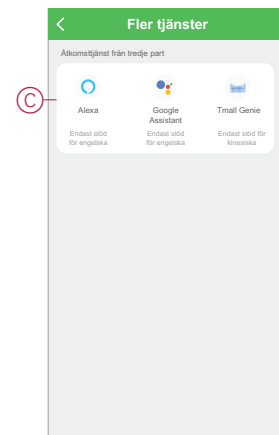 Fler tjänster
Åtkomsttjänst från tredje part
C
Alexa
Endast stöd
för engelska
Google
Assistant
Endast stöd
för engelska
Tmall Genie
Endast stöd för
kinesiska